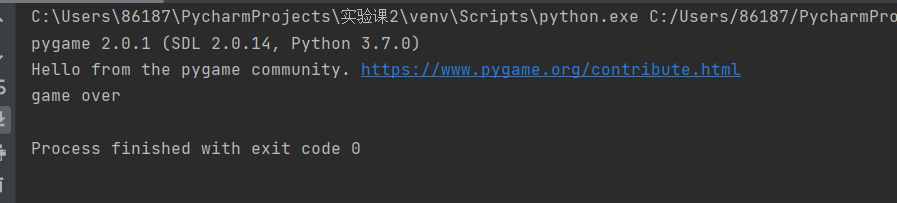 C:\Users\86187\PycharmProjects\实验课2\venv\Scripts\python.exe C:/Users/86187/PycharmPro
pygame 2.0.1 (SDL 2.0.14, Python 3.7.0)
Hello from the pygame community. https://www.pygame.org/contribute.html
game over
Process finished with exit code 0